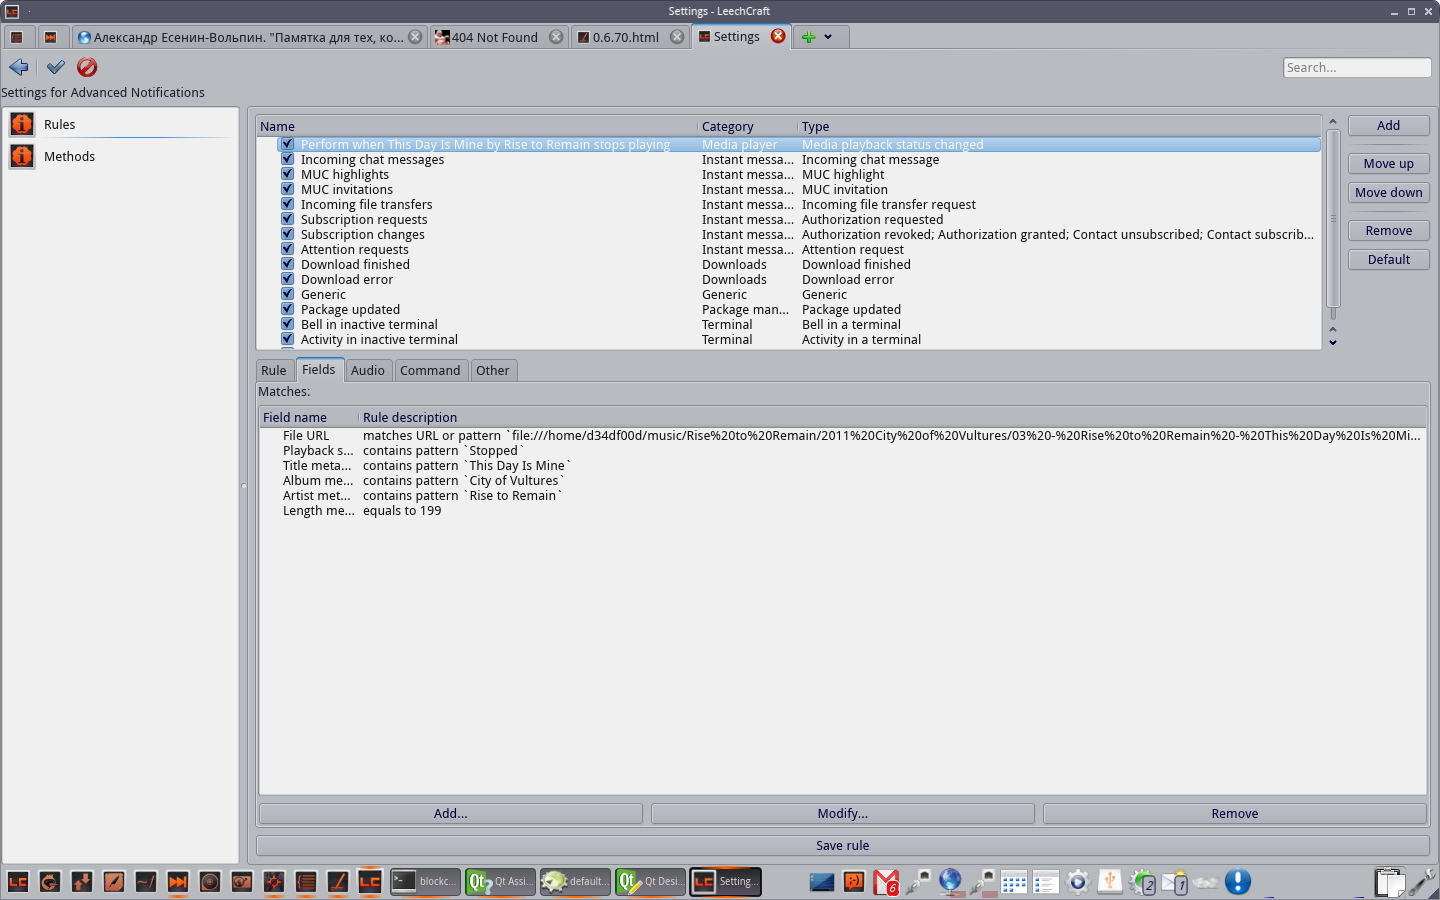 Settings - LeechCraft
Александр Есенин-Вольпин. "Памятка для тех, ко... 404 Not Found 0.6.70.html Settings
Search...
Settings for Advanced Notifications
Rules
Methods
Name Category Type
Perform when This Day Is Mine by Rise to Remain stops playing Media player Media playback status changed
Incoming chat messages Instant messa... Incoming chat message
MUC highlights Instant messa... MUC highlight
MUC invitations Instant messa... MUC invitation
Incoming file transfers Instant messa... Incoming file transfer request
Subscription requests Instant messa... Authorization requested
Subscription changes Instant messa... Authorization revoked; Authorization granted; Contact unsubscribed; Contact subscrib...
Attention requests Instant messa... Attention request
Download finished Downloads Download finished
Download error Downloads Download error
Generic Generic Generic
Package updated Package man... Package updated
Bell in inactive terminal Terminal Bell in a terminal
Activity in inactive terminal Terminal Activity in a terminal
Add
Move up
Move down
Remove
Default
Rule Fields Audio Command Other
Matches:
Field name Rule description
File URL matches URL or pattern `file:///home/d34df00d/music/Rise%20to%20Remain/2011%20City%20of%20Vultures/03%20-%20Rise%20to%20Remain%20-%20This%20Day%20Is%20Mi...
Playback s... contains pattern `Stopped`
Title meta... contains pattern `This Day Is Mine`
Album me... contains pattern `City of Vultures`
Artist met... contains pattern `Rise to Remain`
Length me... equals to 199
Add... Modify... Remove
Save rule
blockc... Qt Assi... default... Qt Desi... Setting... 6 2 1